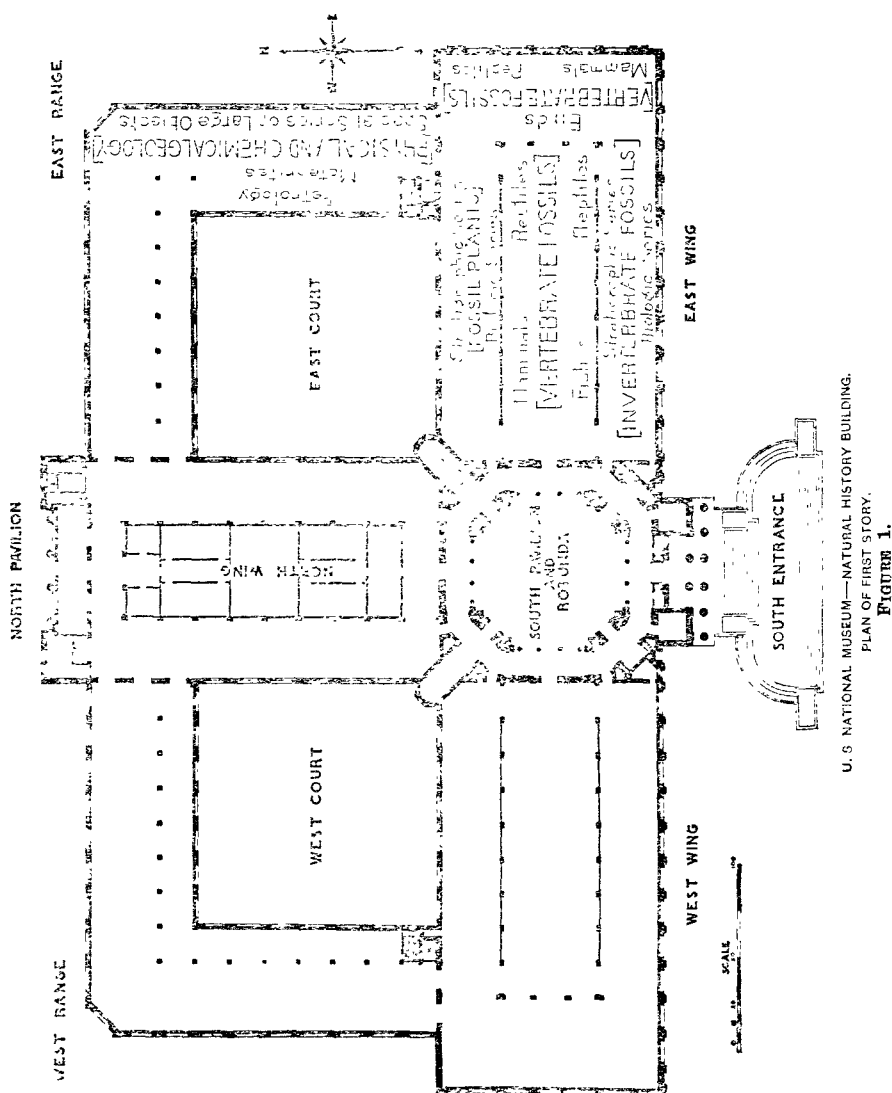 NORTH PAVILION
WEST RANGE
EAST RANGE
N
E
W
PHYSICAL AND CHEMICAL GEOLOGY
Special Series or Large Objects
Meteorites
Petrology
WEST COURT
NORTH WING
EAST COURT
[FOSSIL PLANTS]
Mammals Reptiles
[VERTEBRATE FOSSILS]
Reptiles
Stratigraphic Series
[INVERTEBRATE FOSSILS]
Biologic Series
Birds
[VERTEBRATE FOSSILS]
Mammals Reptiles
SOUTH PAVILION
AND
ROTUNDA
WEST WING
EAST WING
SCALE
SOUTH ENTRANCE
U. S NATIONAL MUSEUM—NATURAL HISTORY BUILDING.
PLAN OF FIRST STORY.
FIGURE 1.